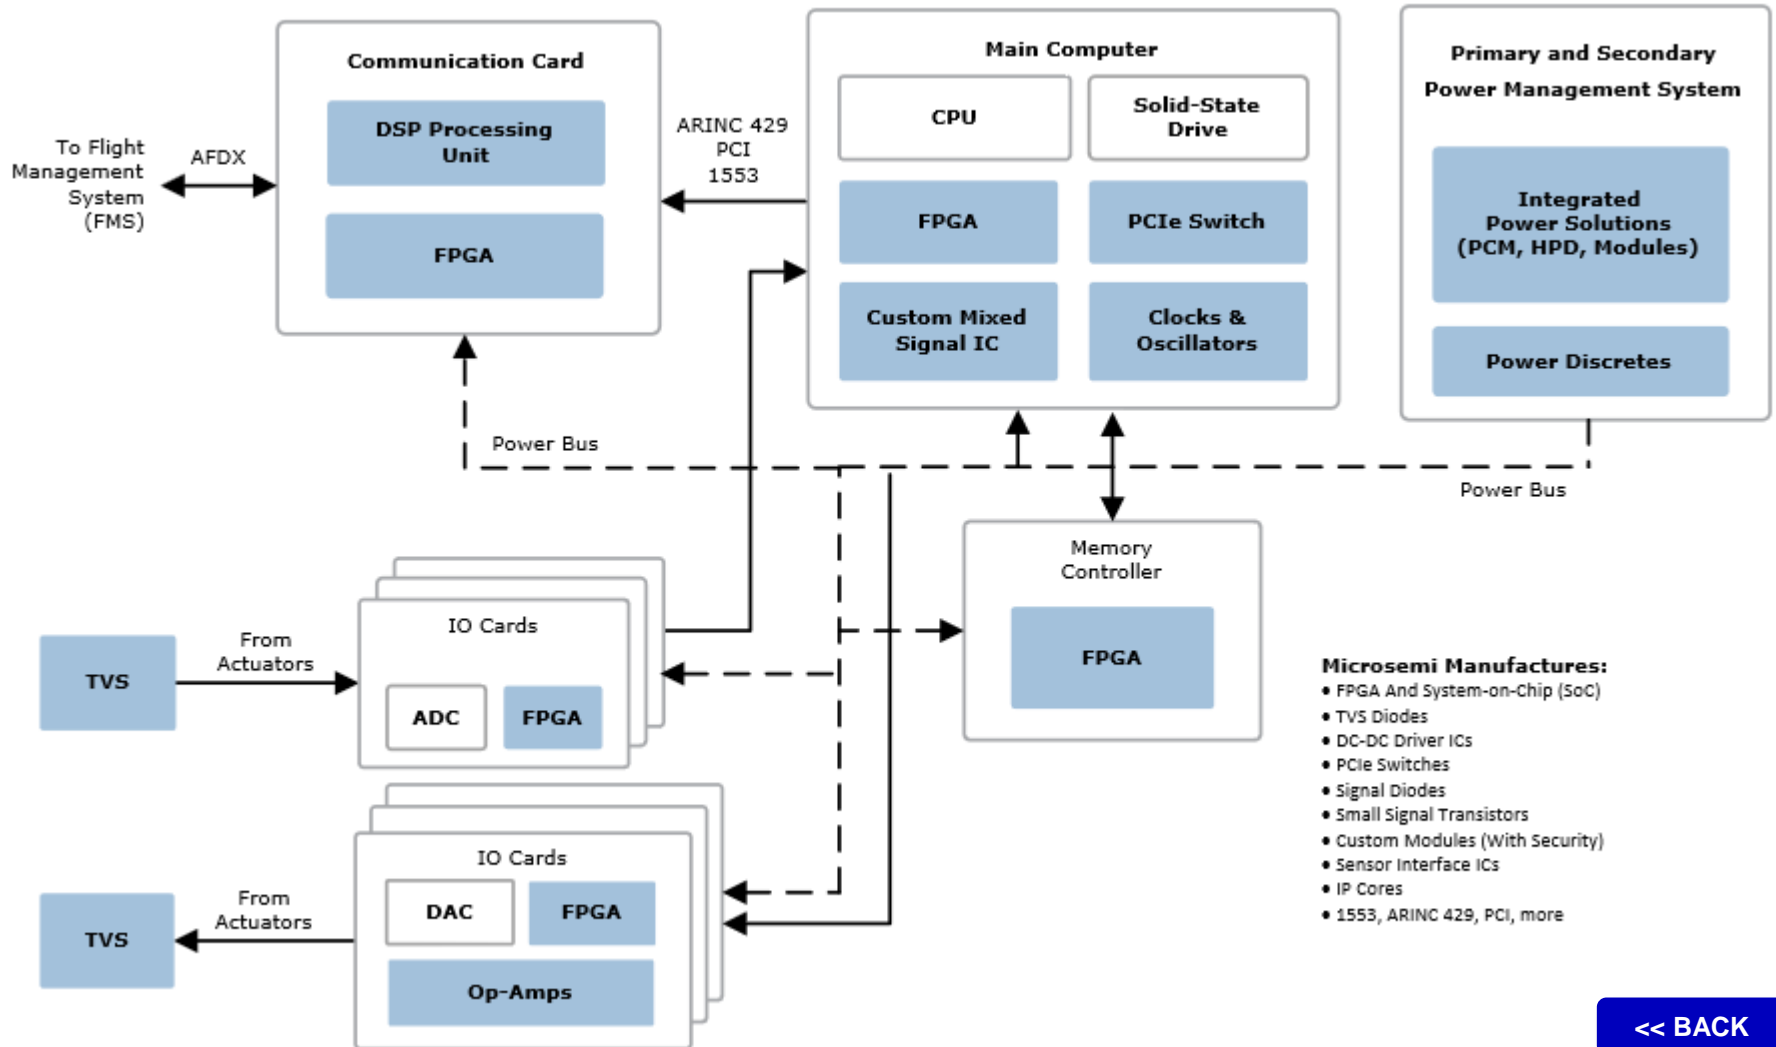 Communication Card
DSP Processing
Unit
FPGA
To Flight
Management
System
(FMS)
AFDX
ARINC 429
PCI
1553
Main Computer
CPU
Solid-State
Drive
FPGA
PCIe Switch
Custom Mixed
Signal IC
Clocks &
Oscillators
Primary and Secondary
Power Management System
Integrated
Power Solutions
(PCM, HPD, Modules)
Power Discretes
Power Bus
Power Bus
Memory
Controller
FPGA
TVS
From
Actuators
IO Cards
ADC
FPGA
TVS
From
Actuators
IO Cards
DAC
FPGA
Op-Amps
Microsemi Manufactures:
• FPGA And System-on-Chip (SoC)
• TVS Diodes
• DC-DC Driver ICs
• PCIe Switches
• Signal Diodes
• Small Signal Transistors
• Custom Modules (With Security)
• Sensor Interface ICs
• IP Cores
• 1553, ARINC 429, PCI, more
<< BACK